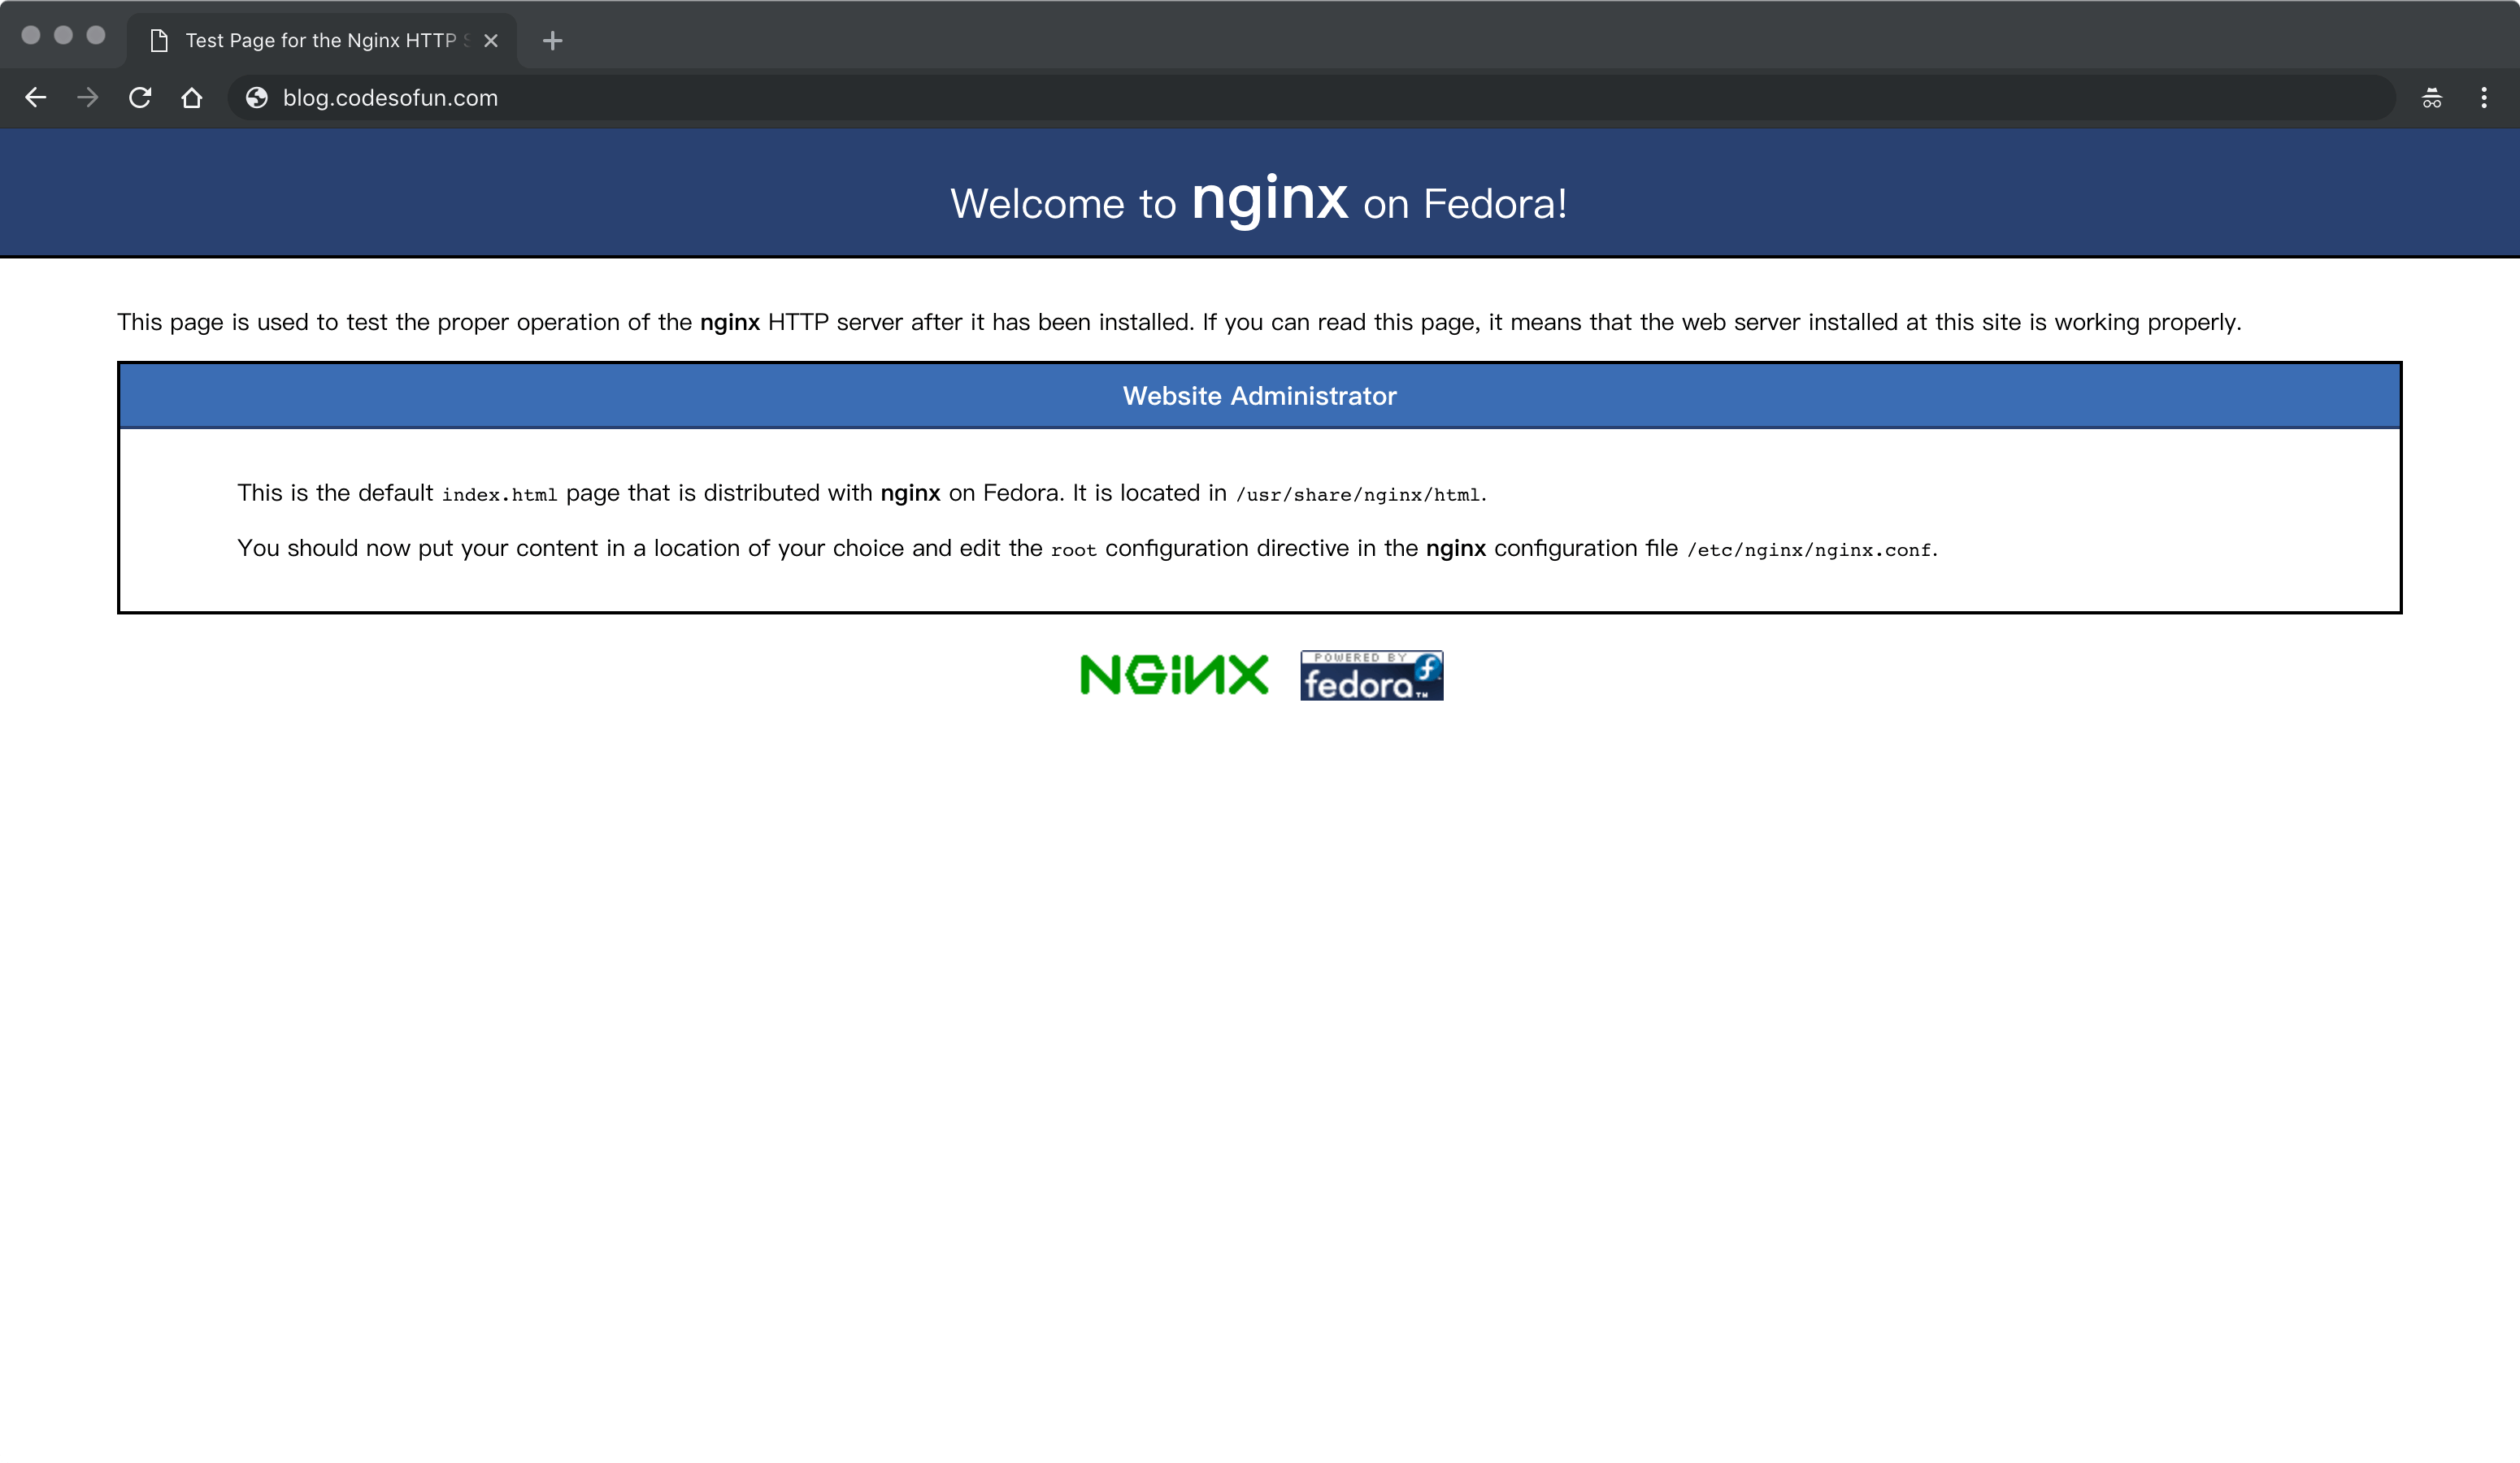 Test Page for the Nginx HTTP
blog.codesofun.com
Welcome to nginx on Fedora!
This page is used to test the proper operation of the nginx HTTP server after it has been installed. If you can read this page, it means that the web server installed at this site is working properly.
Website Administrator
This is the default index.html page that is distributed with nginx on Fedora. It is located in /usr/share/nginx/html.
You should now put your content in a location of your choice and edit the root configuration directive in the nginx configuration file /etc/nginx/nginx.conf.
NGINX
POWERED BY
fedora™